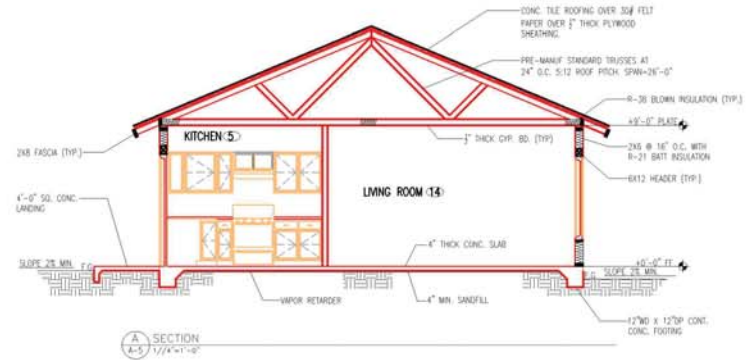 CONC. TILE ROOFING OVER 30# FELT
PAPER OVER ½" THICK PLYWOOD
SHEATHING.
PRE-MANUF STANDARD TRUSSES AT
24" O.C. 5:12 ROOF PITCH. SPAN=26'-0"
R-38 BLOWN INSULATION (TYP.)
+9'-0" PLATE
KITCHEN 5
½" THICK GYP. BD. (TYP)
2X6 @ 16" O.C. WITH
R-21 BATT INSULATION
2X8 FASCIA (TYP.)
6X12 HEADER (TYP.)
LIVING ROOM 14
4'-0" SQ. CONC.
LANDING
4" THICK CONC. SLAB
SLOPE 2% MIN.
F.G
+0'-0" FF
F.G
SLOPE 2% MIN.
VAPOR RETARDER
4" MIN. SANDFILL
12"WD X 12"DP CONT.
CONC. FOOTING
A SECTION
A-5 1//4"=1'-0"